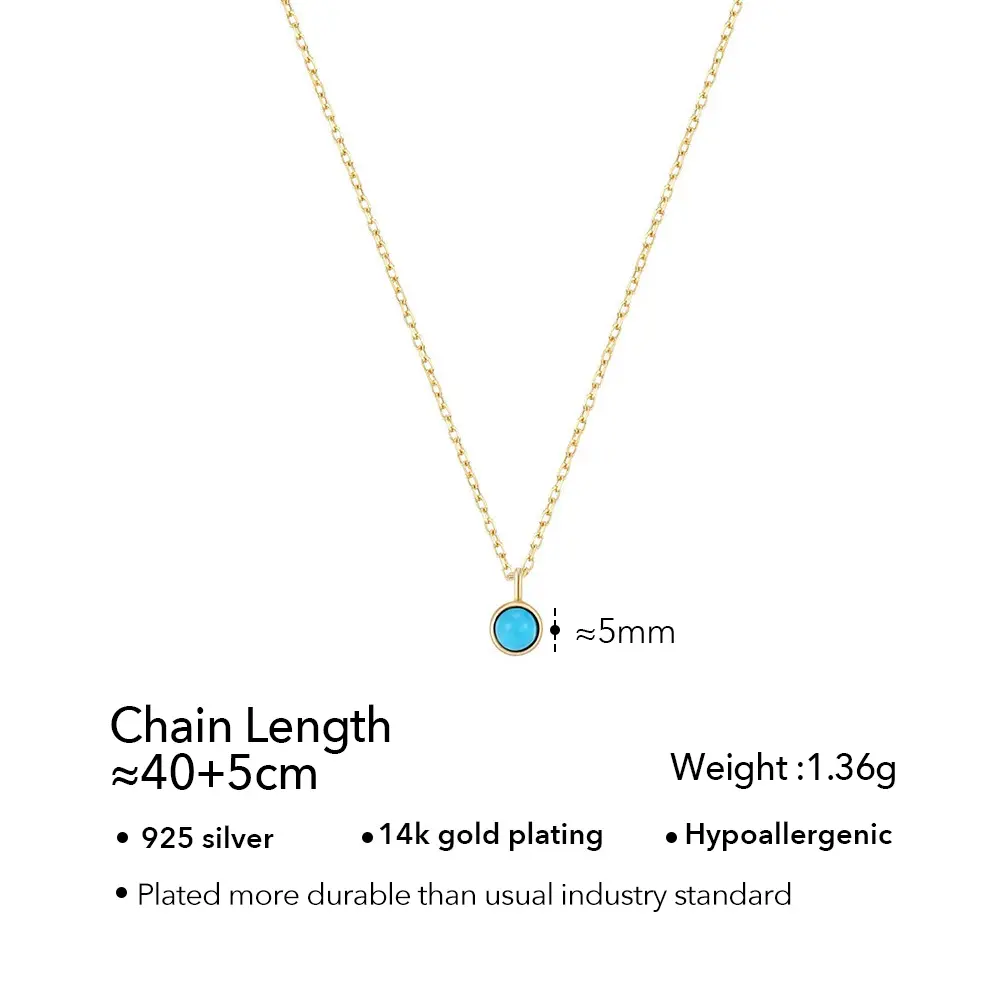 ≈5mm
Chain Length
≈40+5cm
Weight :1.36g
• 925 silver
• 14k gold plating
• Hypoallergenic
• Plated more durable than usual industry standard